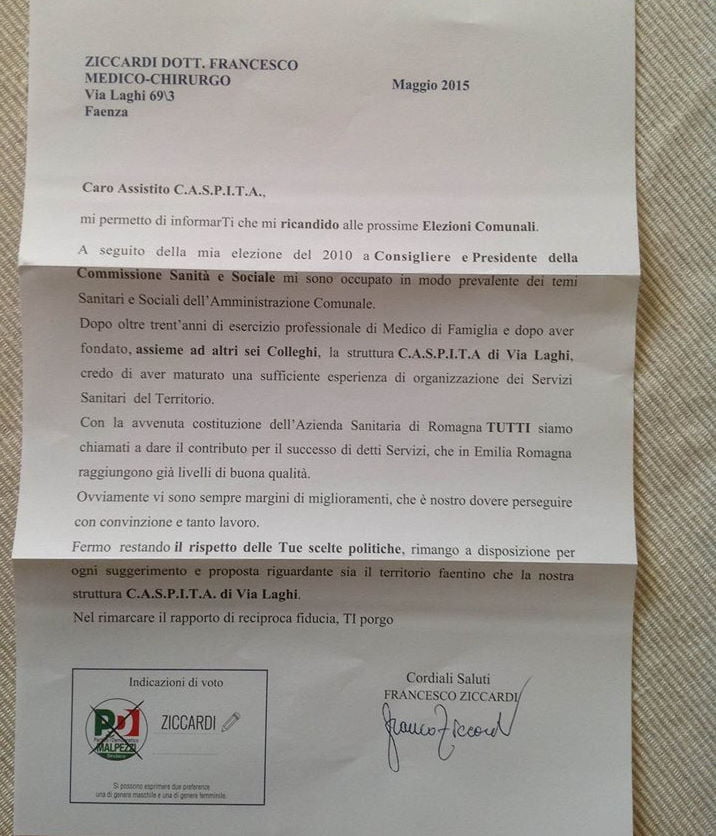 ZICCARDI DOTT. FRANCESCO
MEDICO-CHIRURGO
Via Laghi 69\3
Faenza
Maggio 2015
Caro Assistito C.A.S.P.I.T.A.,
mi permetto di informarTi che mi ricandido alle prossime Elezioni Comunali.
A seguito della mia elezione del 2010 a Consigliere e Presidente della
Commissione Sanità e Sociale mi sono occupato in modo prevalente dei temi
Sanitari e Sociali dell'Amministrazione Comunale.
Dopo oltre trent'anni di esercizio professionale di Medico di Famiglia e dopo aver
fondato, assieme ad altri sei Colleghi, la struttura C.A.S.P.I.T.A di Via Laghi,
credo di aver maturato una sufficiente esperienza di organizzazione dei Servizi
Sanitari del Territorio.
Con la avvenuta costituzione dell'Azienda Sanitaria di Romagna TUTTI siamo
chiamati a dare il contributo per il successo di detti Servizi, che in Emilia Romagna
raggiungono già livelli di buona qualità.
Ovviamente vi sono sempre margini di miglioramenti, che è nostro dovere perseguire
con convinzione e tanto lavoro.
Fermo restando il rispetto delle Tue scelte politiche, rimango a disposizione per
ogni suggerimento e proposta riguardante sia il territorio faentino che la nostra
struttura C.A.S.P.I.T.A. di Via Laghi.
Nel rimarcare il rapporto di reciproca fiducia, TI porgo
Cordiali Saluti
FRANCESCO ZICCARDI
Franco Ziccardi
Indicazioni di voto
PD
MALPEZZI
ZICCARDI
Si possono esprimere due preferenze
una di genere maschile e una di genere femminile.